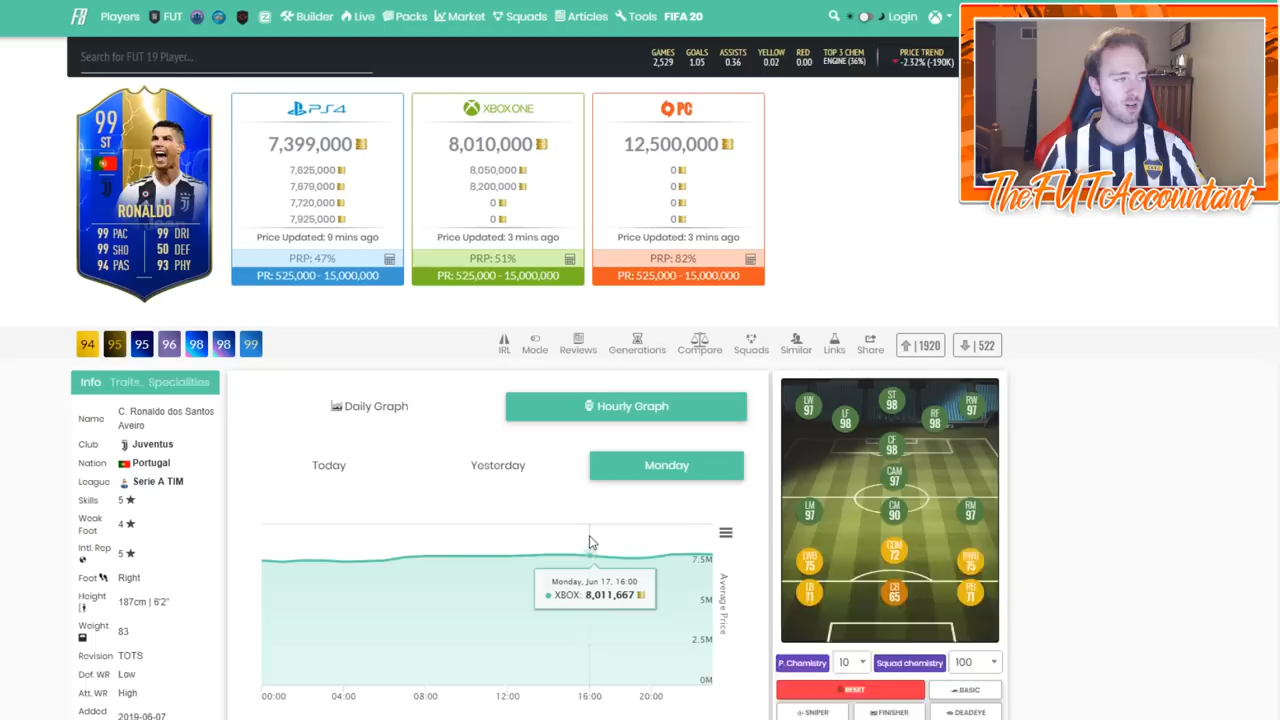 Players FUT Builder Live Packs Market Squads Articles Tools FIFA 20 Login
Search for FUT 19 Player...
GAMES GOALS ASSISTS YELLOW RED TOP 3 CHEM PRICE TREND
2,529 1.05 0.36 0.02 0.00 ENGINE (36%) -2.32% (-190K)
TheFUTAccountant
99
ST
RONALDO
99 PAC 99 DRI
99 SHO 50 DEF
94 PAS 93 PHY
PS4
7,399,000
7,625,000
7,679,000
7,720,000
7,925,000
Price Updated: 9 mins ago
PRP: 47%
PR: 525,000 - 15,000,000
XBOX ONE
8,010,000
8,050,000
8,200,000
0
0
Price Updated: 3 mins ago
PRP: 51%
PR: 525,000 - 15,000,000
PC
12,500,000
0
0
0
0
Price Updated: 3 mins ago
PRP: 82%
PR: 525,000 - 15,000,000
94 95 95 96 98 98 99
IRL Mode Reviews Generations Compare Squads Similar Links Share 1920 522
Info Traits.. Specialities
Name C. Ronaldo dos Santos Aveiro
Club Juventus
Nation Portugal
League Serie A TIM
Skills 5
Weak Foot 4
Intl. Rep 5
Foot Right
Height 187cm | 6'2"
Weight 83
Revision TOTS
Def. WR Low
Att. WR High
Added 2019-06-07
Daily Graph Hourly Graph
Today Yesterday Monday
Monday, Jun 17, 16:00
XBOX: 8,011,667
7.5M
5M
2.5M
0M
Average Price
00:00 04:00 08:00 12:00 16:00 20:00
LW 97
LF 98
ST 98
RF 98
RW 97
CF 98
CAM 97
LM 97
CM 90
RM 97
LWB 75
CDM 72
RWB 75
LB 71
CB 65
RB 71
P. Chemistry 10 Squad chemistry 100
RESET BASIC
SNIPER FINISHER DEADEYE